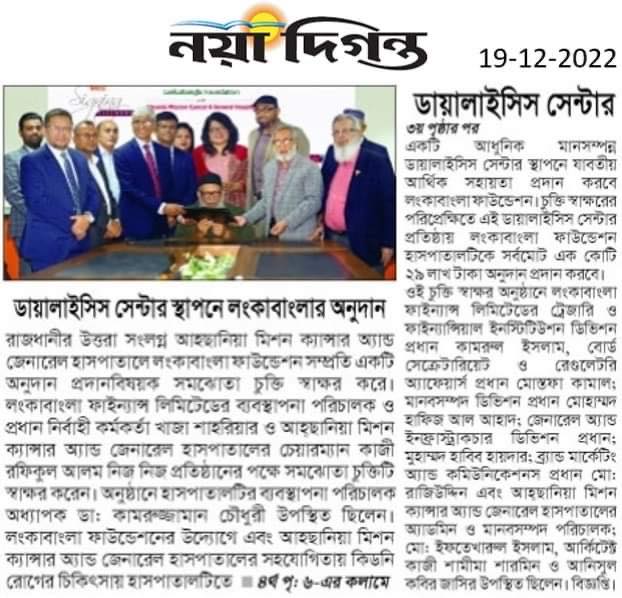 নয়া দিগন্ত
19-12-2022
Signing
LankaBangla Foundation
ডায়ালাইসিস সেন্টার স্থাপনে লংকাবাংলার অনুদান
রাজধানীর উত্তরা সংলগ্ন আহ্ছানিয়া মিশন ক্যান্সার অ্যান্ড
জেনারেল হাসপাতালে লংকাবাংলা ফাউন্ডেশন সম্প্রতি একটি
অনুদান প্রদানবিষয়ক সমঝোতা চুক্তি স্বাক্ষর করে।
লংকাবাংলা ফাইন্যান্স লিমিটেডের ব্যবস্থাপনা পরিচালক ও
প্রধান নির্বাহী কর্মকর্তা খাজা শাহরিয়ার ও আহ্ছানিয়া মিশন
ক্যান্সার অ্যান্ড জেনারেল হাসপাতালের চেয়ারম্যান কাজী
রফিকুল আলম নিজ নিজ প্রতিষ্ঠানের পক্ষে সমঝোতা চুক্তিটি
স্বাক্ষর করেন। অনুষ্ঠানে হাসপাতালটির ব্যবস্থাপনা পরিচালক
অধ্যাপক ডা: কামরুজ্জামান চৌধুরী উপস্থিত ছিলেন।
লংকাবাংলা ফাউন্ডেশনের উদ্যোগে এবং আহ্ছানিয়া মিশন
ক্যান্সার অ্যান্ড জেনারেল হাসপাতালের সহযোগিতায় কিডনি
রোগের চিকিৎসায় হাসপাতালটিতে ■ ৪র্থ পৃ: ৬-এর কলামে
ডায়ালাইসিস সেন্টার
৩য় পৃষ্ঠার পর
একটি আধুনিক মানসম্পন্ন
ডায়ালাইসিস সেন্টার স্থাপনে যাবতীয়
আর্থিক সহায়তা প্রদান করবে
লংকাবাংলা ফাউন্ডেশন। চুক্তি স্বাক্ষরের
পরিপ্রেক্ষিতে এই ডায়ালাইসিস সেন্টার
প্রতিষ্ঠায় লংকাবাংলা ফাউন্ডেশন
হাসপাতালটিকে সর্বমোট এক কোটি
২৯ লাখ টাকা অনুদান প্রদান করবে।
ওই চুক্তি স্বাক্ষর অনুষ্ঠানে লংকাবাংলা
ফাইন্যান্স লিমিটেডের ট্রেজারি ও
ফাইন্যান্সিয়াল ইনস্টিটিউশন ডিভিশন
প্রধান কামরুল ইসলাম, বোর্ড
সেক্রেটারিয়েট ও রেগুলেটরি
অ্যাফেয়ার্স প্রধান মোস্তফা কামাল;
মানবসম্পদ ডিভিশন প্রধান মোহাম্মদ
হাফিজ আল আহাদ; জেনারেল অ্যান্ড
ইনফ্রাস্ট্রাকচার ডিভিশন প্রধান;
মুহাম্মদ হাবিব হায়দার; ব্র্যান্ড মার্কেটিং
অ্যান্ড কমিউনিকেশনস প্রধান মো:
রাজিউদ্দিন এবং আহ্ছানিয়া মিশন
ক্যান্সার অ্যান্ড জেনারেল হাসপাতালের
অ্যাডমিন ও মানবসম্পদ পরিচালক;
মো: ইফতেখারুল ইসলাম, আর্কিটেক্ট
কাজী শামীমা শারমিন ও আনিসুল
কবির জাসির উপস্থিত ছিলেন। বিজ্ঞপ্তি।